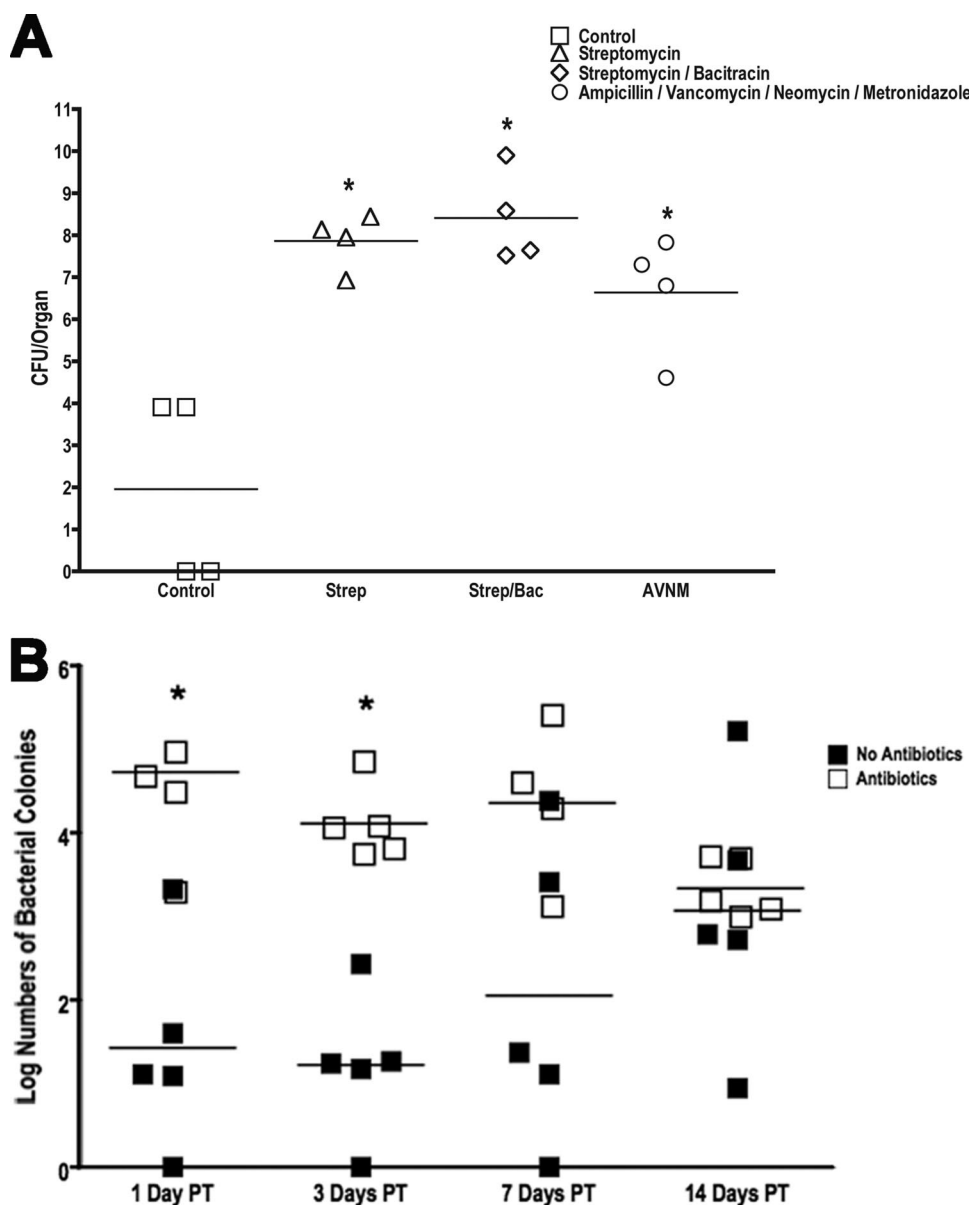 A
Control
Streptomycin
Streptomycin / Bacitracin
Ampicillin / Vancomycin / Neomycin / Metronidazole
11
10
9
8
7
6
5
4
3
2
1
0
CFU/Organ
* * *
Control Strep Strep/Bac AVNM
B
6
4
2
0
Log Numbers of Bacterial Colonies
* *
No Antibiotics
Antibiotics
1 Day PT 3 Days PT 7 Days PT 14 Days PT